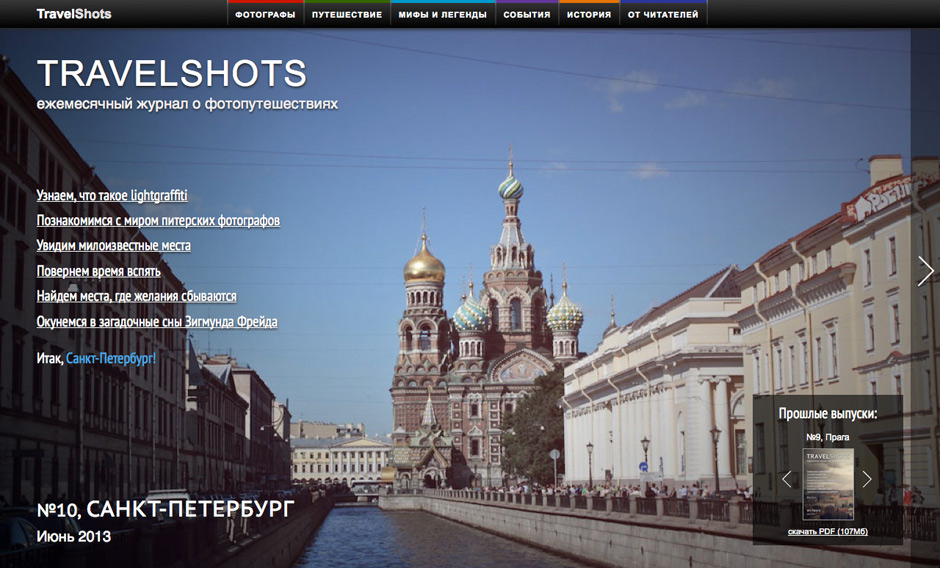 TravelShots
ФОТОГРАФЫ ПУТЕШЕСТВИЕ МИФЫ И ЛЕГЕНДЫ СОБЫТИЯ ИСТОРИЯ ОТ ЧИТАТЕЛЕЙ
TRAVELSHOTS
ежемесячный журнал о фотопутешествиях
Узнаем, что такое lightgraffiti
Познакомимся с миром питерских фотографов
Увидим милоизвестные места
Повернем время вспять
Найдем места, где желания сбываются
Окунемся в загадочные сны Зигмунда Фрейда
Итак, Санкт-Петербург!
№10, САНКТ-ПЕТЕРБУРГ
Июнь 2013
Прошлые выпуски:
№9, Прага
TRAVELSHOTS
скачать PDF (107Мб)